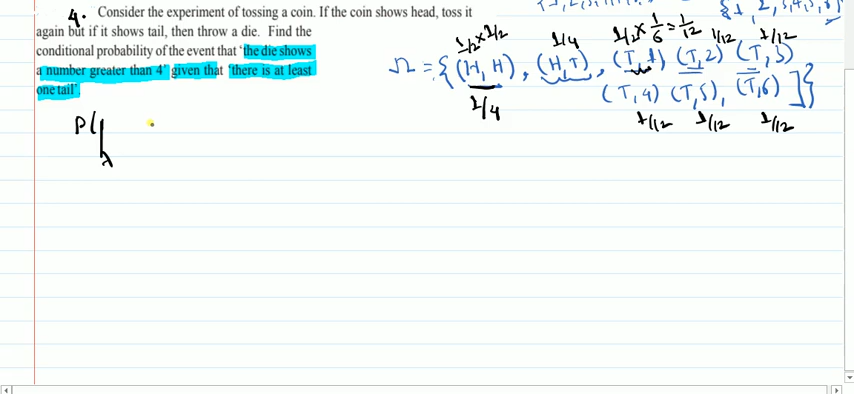 4. Consider the experiment of tossing a coin. If the coin shows head, toss it
again but if it shows tail, then throw a die. Find the
conditional probability of the event that 'the die shows
a number greater than 4' given that 'there is at least
one tail'
1/2 × 1/2 1/4 1/2 × 1/6 = 1/12 1/12 1/12
Ω = { (H, H) , (H, T) , (T, 1) (T, 2) (T, 3)
(T, 4) (T, 5), (T, 6) }
1/4 1/12 1/12 1/12
P(